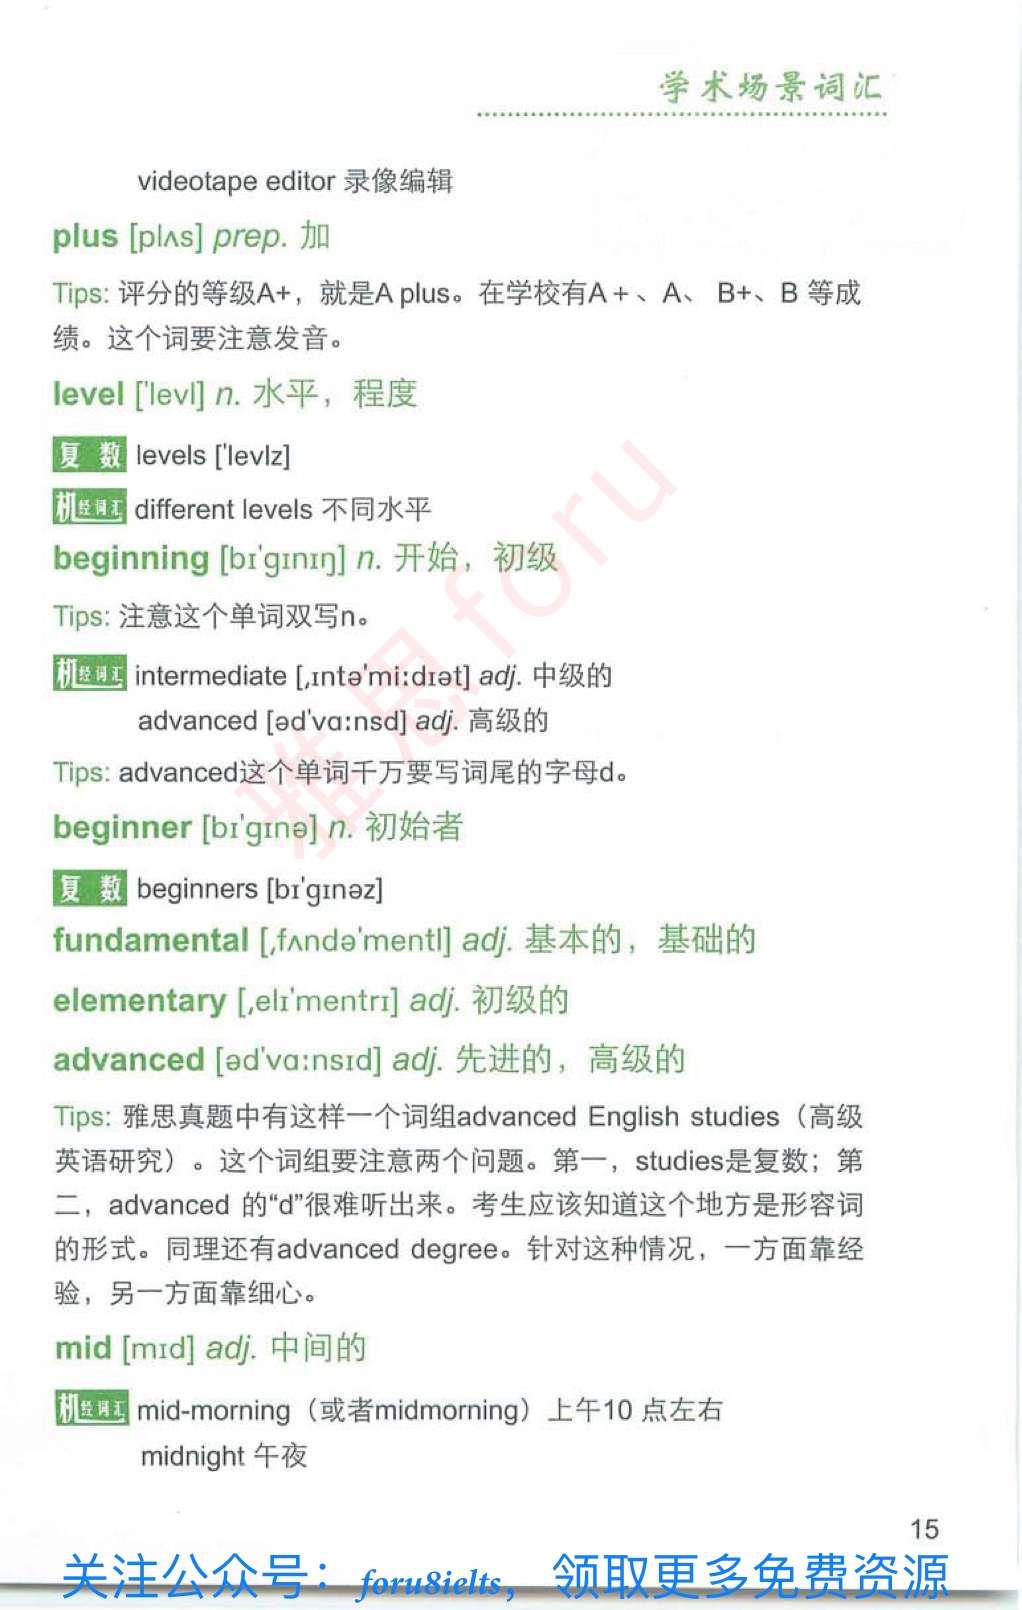 学术场景词汇
videotape editor 录像编辑
plus [plʌs] prep. 加
Tips: 评分的等级A+，就是A plus。在学校有A + 、A、 B+、B 等成
绩。这个词要注意发音。
level ['levl] n. 水平，程度
复数 levels ['levlz]
机经词汇 different levels 不同水平
beginning [bɪ'gɪnɪŋ] n. 开始，初级
Tips: 注意这个单词双写n。
机经词汇 intermediate [ˌɪntə'mi:dɪət] adj. 中级的
advanced [əd'vɑ:nsd] adj. 高级的
Tips: advanced这个单词千万要写词尾的字母d。
beginner [bɪ'gɪnə] n. 初始者
复数 beginners [bɪ'gɪnəz]
fundamental [ˌfʌndə'mentl] adj. 基本的，基础的
elementary [ˌelɪ'mentrɪ] adj. 初级的
advanced [əd'vɑ:nsɪd] adj. 先进的，高级的
Tips: 雅思真题中有这样一个词组advanced English studies（高级
英语研究）。这个词组要注意两个问题。第一，studies是复数；第
二，advanced 的“d”很难听出来。考生应该知道这个地方是形容词
的形式。同理还有advanced degree。针对这种情况，一方面靠经
验，另一方面靠细心。
mid [mɪd] adj. 中间的
机经词汇 mid-morning（或者midmorning）上午10 点左右
midnight 午夜
15
关注公众号：foru8ielts，领取更多免费资源
雅思foru